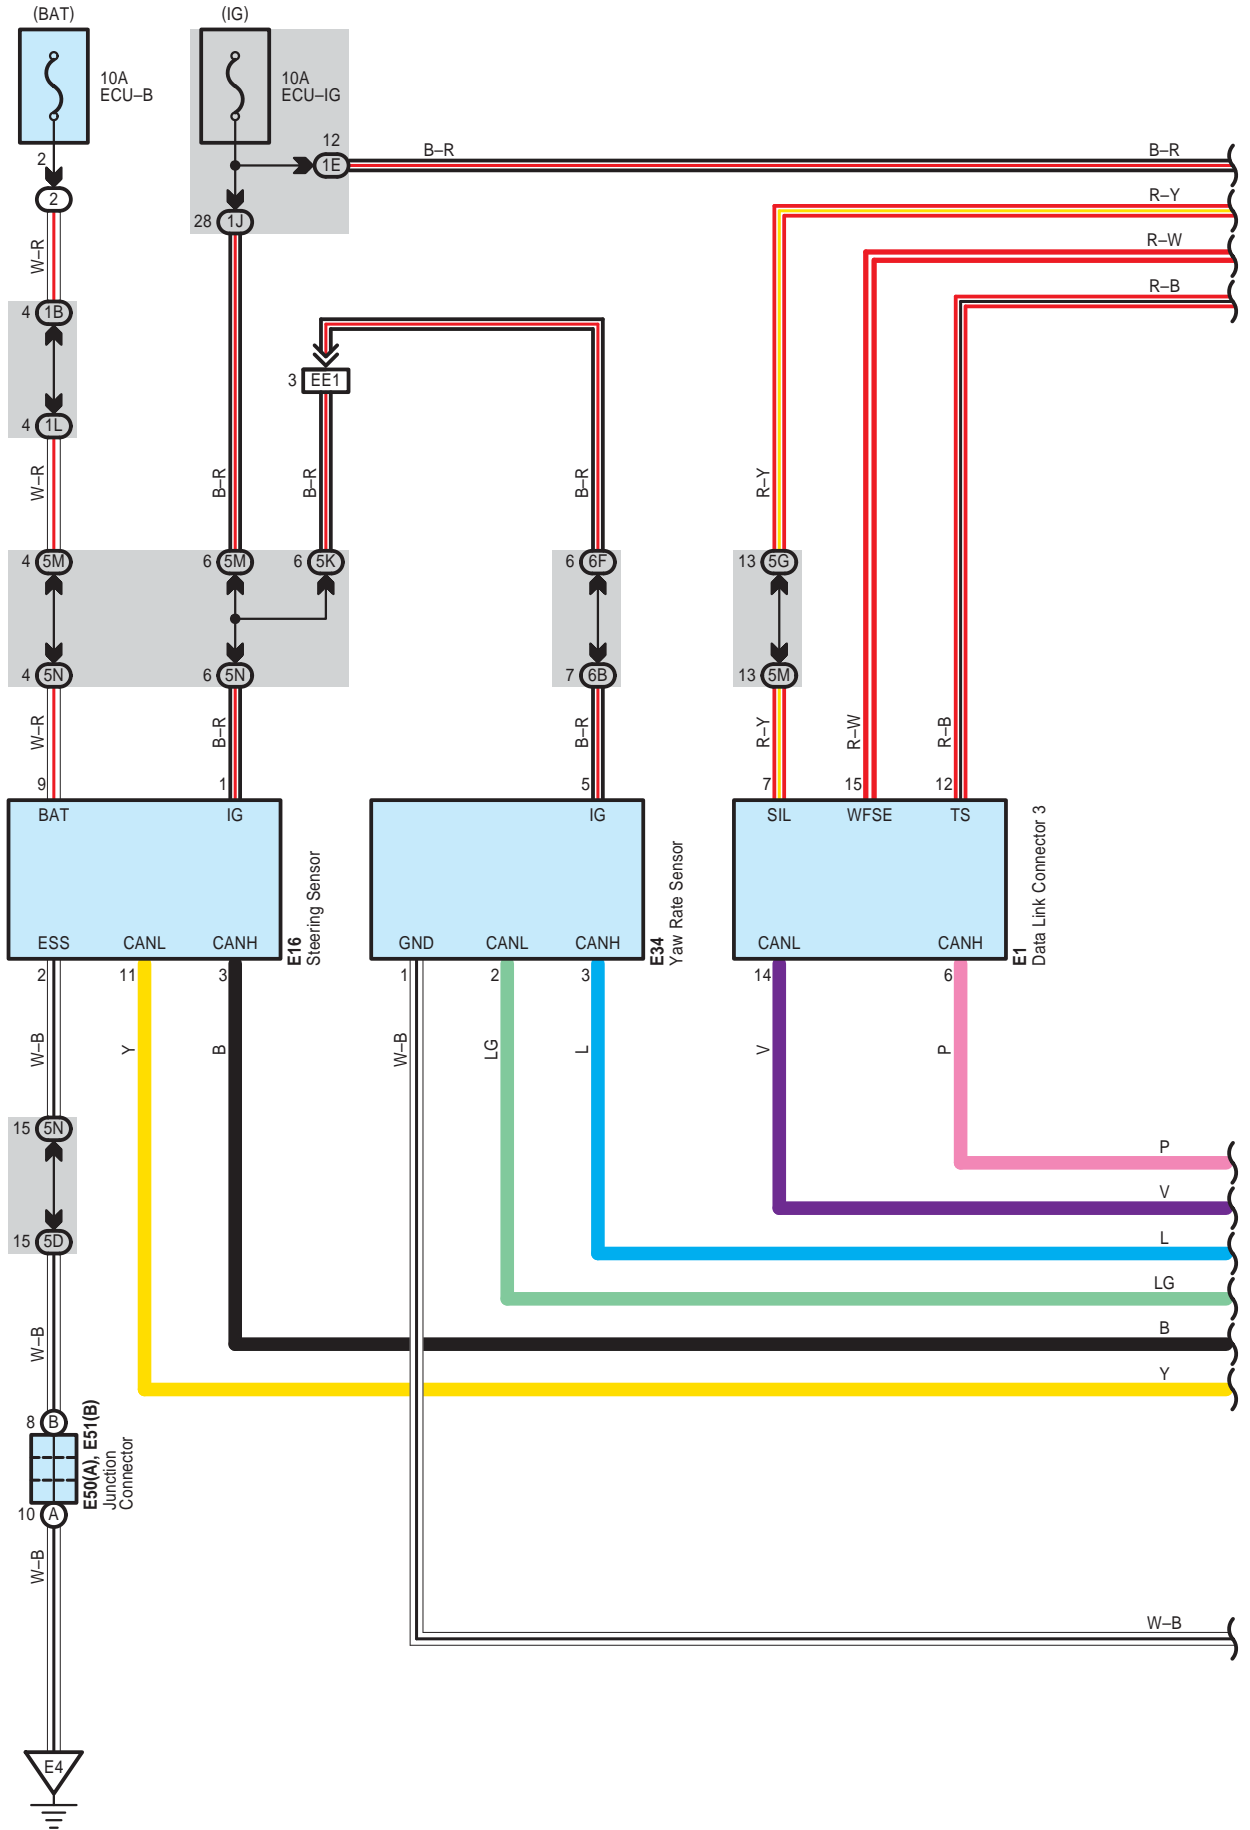 (BAT)
(IG)
10A
ECU–B
10A
ECU–IG
2
2
12
1E
28
1J
B–R
B–R
R–Y
R–W
R–B
W–R
4
1B
4
1L
3
EE1
W–R
B–R
B–R
B–R
R–Y
4
5M
6
5M
6
5K
6
6F
13
5G
4
5N
6
5N
7
6B
13
5M
W–R
B–R
B–R
R–Y
R–W
R–B
9
1
5
7
15
12
BAT
IG
IG
SIL
WFSE
TS
E16
Steering Sensor
E34
Yaw Rate Sensor
E1
Data Link Connector 3
ESS
CANL
CANH
GND
CANL
CANH
CANL
CANH
2
11
3
1
2
3
14
6
W–B
Y
B
W–B
LG
L
V
P
15
5N
15
5D
P
V
L
LG
B
Y
W–B
8
B
E50(A), E51(B)
Junction
Connector
10
A
W–B
W–B
E4